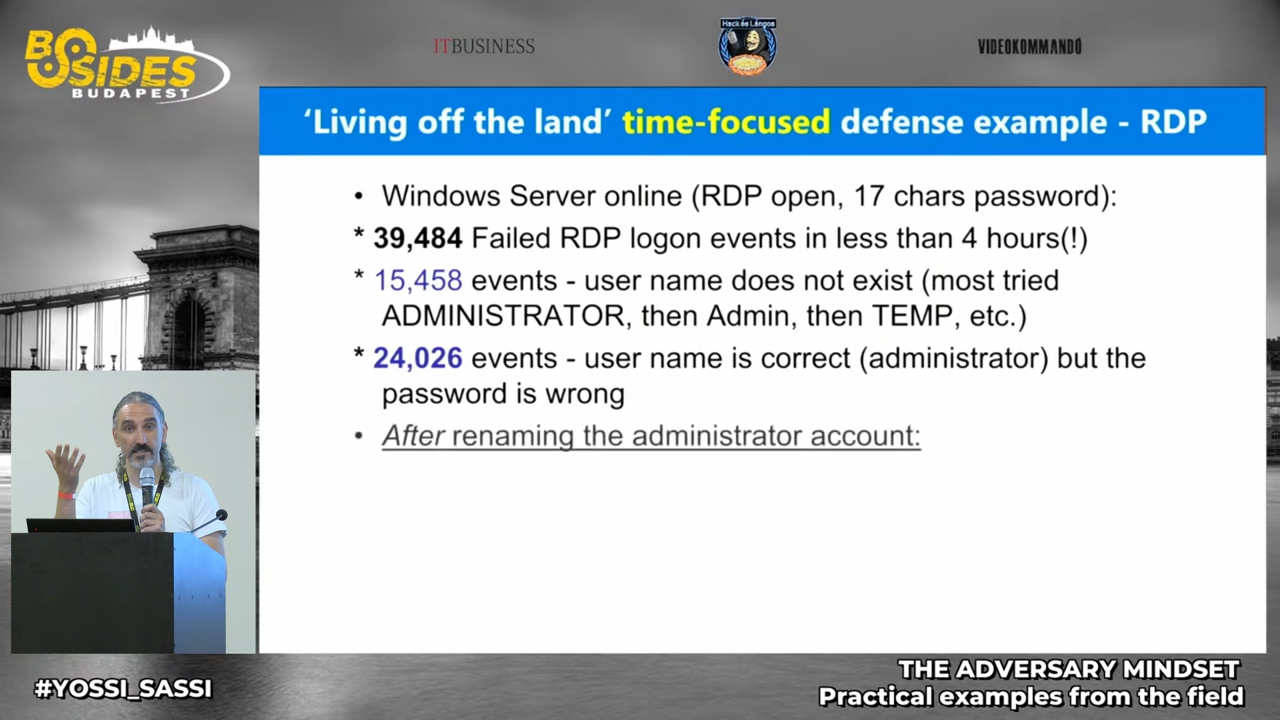 BSIDES
BUDAPEST
ITBUSINESS
Hack és Lángos
VIDEOKOMMANDÓ
'Living off the land' time-focused defense example - RDP
• Windows Server online (RDP open, 17 chars password):
* 39,484 Failed RDP logon events in less than 4 hours(!)
* 15,458 events - user name does not exist (most tried
ADMINISTRATOR, then Admin, then TEMP, etc.)
* 24,026 events - user name is correct (administrator) but the
password is wrong
• After renaming the administrator account:
#YOSSI_SASSI
THE ADVERSARY MINDSET
Practical examples from the field